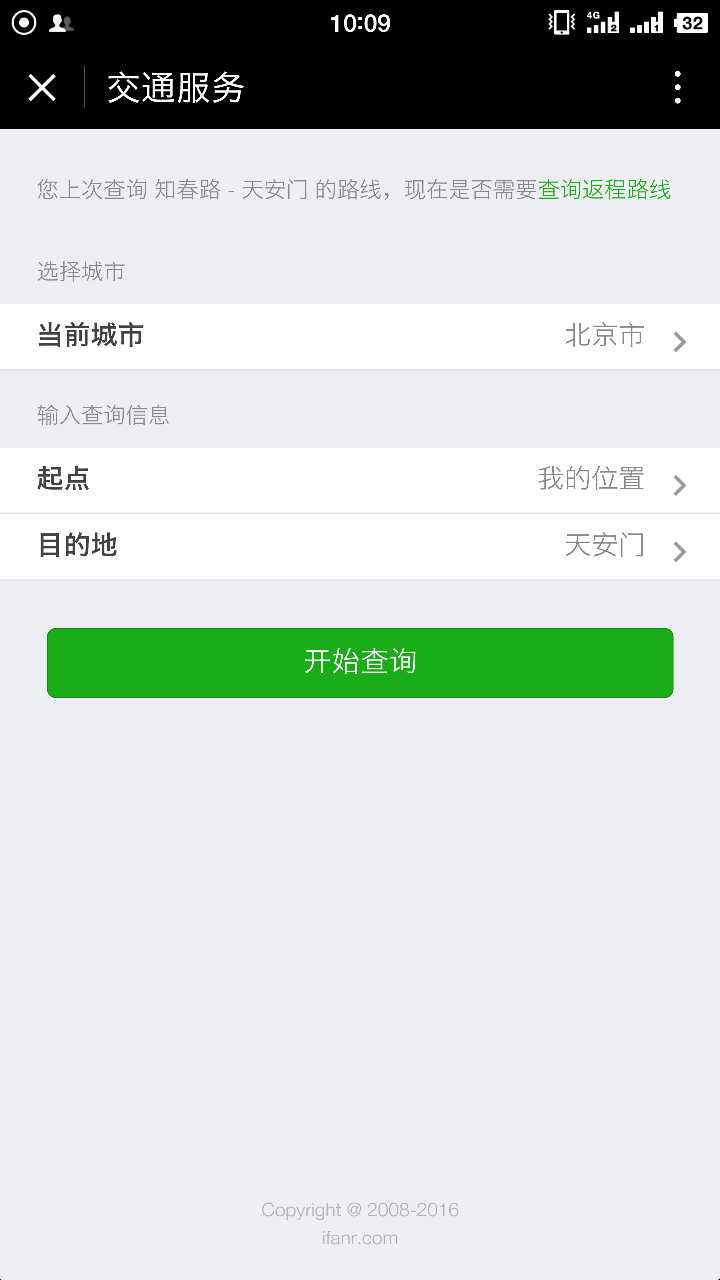 10:09
4G
2
1
32
交通服务
您上次查询 知春路 - 天安门 的路线，现在是否需要查询返程路线
选择城市
当前城市 北京市
输入查询信息
起点 我的位置
目的地 天安门
开始查询
Copyright @ 2008-2016
ifanr.com